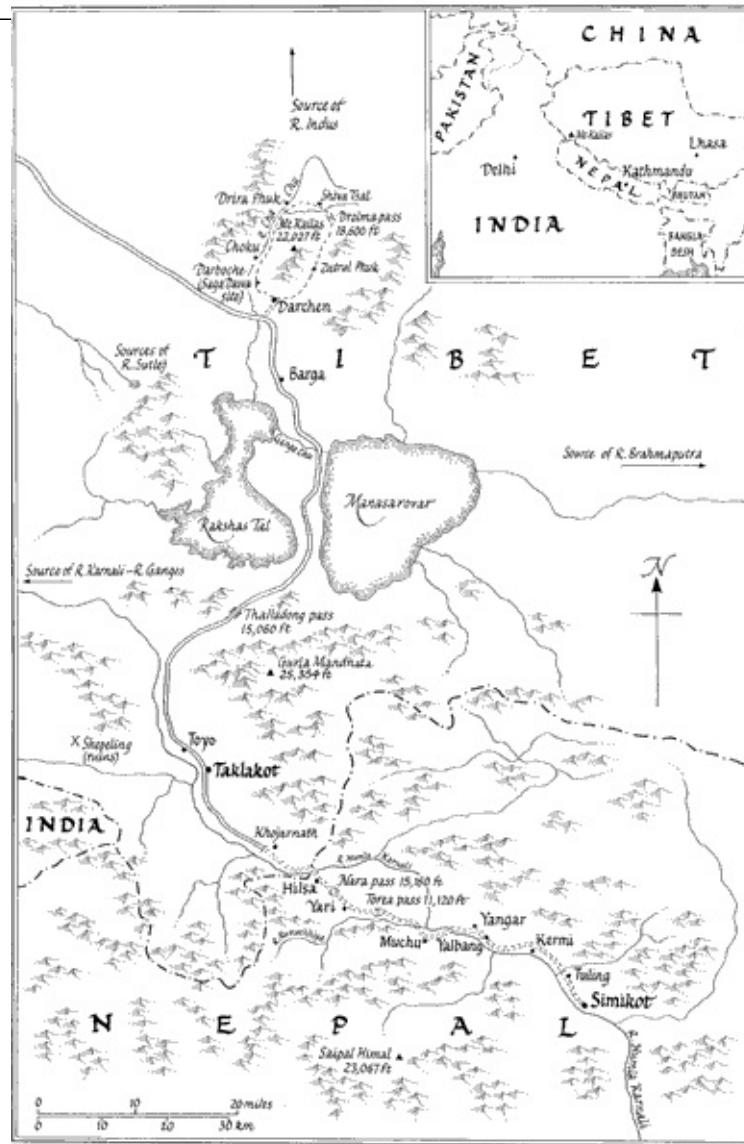 CHINA
PAKISTAN
TIBET
Mt Kailas
Lhasa
Delhi
NEPAL
Kathmandu
BHUTAN
INDIA
BANGLA
DESH
Source of
R. Indus
Drira Phuk
Shiva Tsal
Mt Kailas
22,027 ft
Drolma pass
18,600 ft
Choku
Zutrul Phuk
Darboche
(Saga Dawa
site)
Darchen
Sources of
R. Sutlej
TIBET
Barga
Ganga Chu
Source of R. Brahmaputra
Rakshas Tal
Manasarovar
Source of R Karnali-R Ganges
N
Thalladong pass
15,060 ft
Gurla Mandhata
25,354 ft
X Shepeling
(ruins)
Toyo
Taklakot
INDIA
Khojarnath
R. Humla Karnali
Hilsa
Nara pass 15,160 ft
Torea pass 11,120 ft
Yari
Yangar
Muchu
Yalbang
Kermi
Tuling
Simikot
NEPAL
Saipal Himal
23,067 ft
R. Humla Karnali
0 10 20 miles
0 10 20 30 km